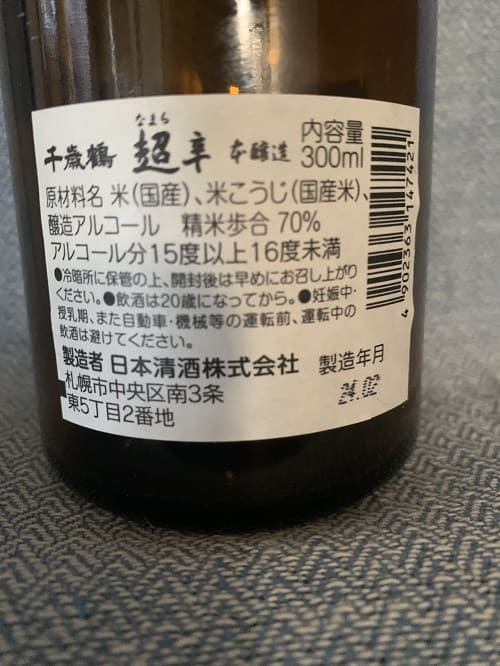 なまら
千歳鶴 超辛 本醸造
内容量
300ml
原材料名 米(国産)、米こうじ(国産米)、
醸造アルコール 精米歩合 70%
アルコール分15度以上16度未満
●冷暗所に保管の上、開封後は早めにお召し上がり
ください。●飲酒は20歳になってから。●妊娠中・
授乳期、また自動車・機械等の運転前、運転中の
飲酒は避けてください。
製造者 日本清酒株式会社 製造年月
札幌市中央区南3条
東5丁目2番地
24.02
4 902363 147421